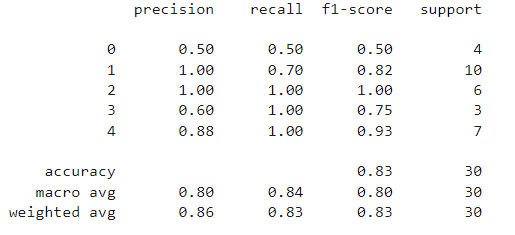 precision recall f1-score support
0 0.50 0.50 0.50 4
1 1.00 0.70 0.82 10
2 1.00 1.00 1.00 6
3 0.60 1.00 0.75 3
4 0.88 1.00 0.93 7
accuracy 0.83 30
macro avg 0.80 0.84 0.80 30
weighted avg 0.86 0.83 0.83 30